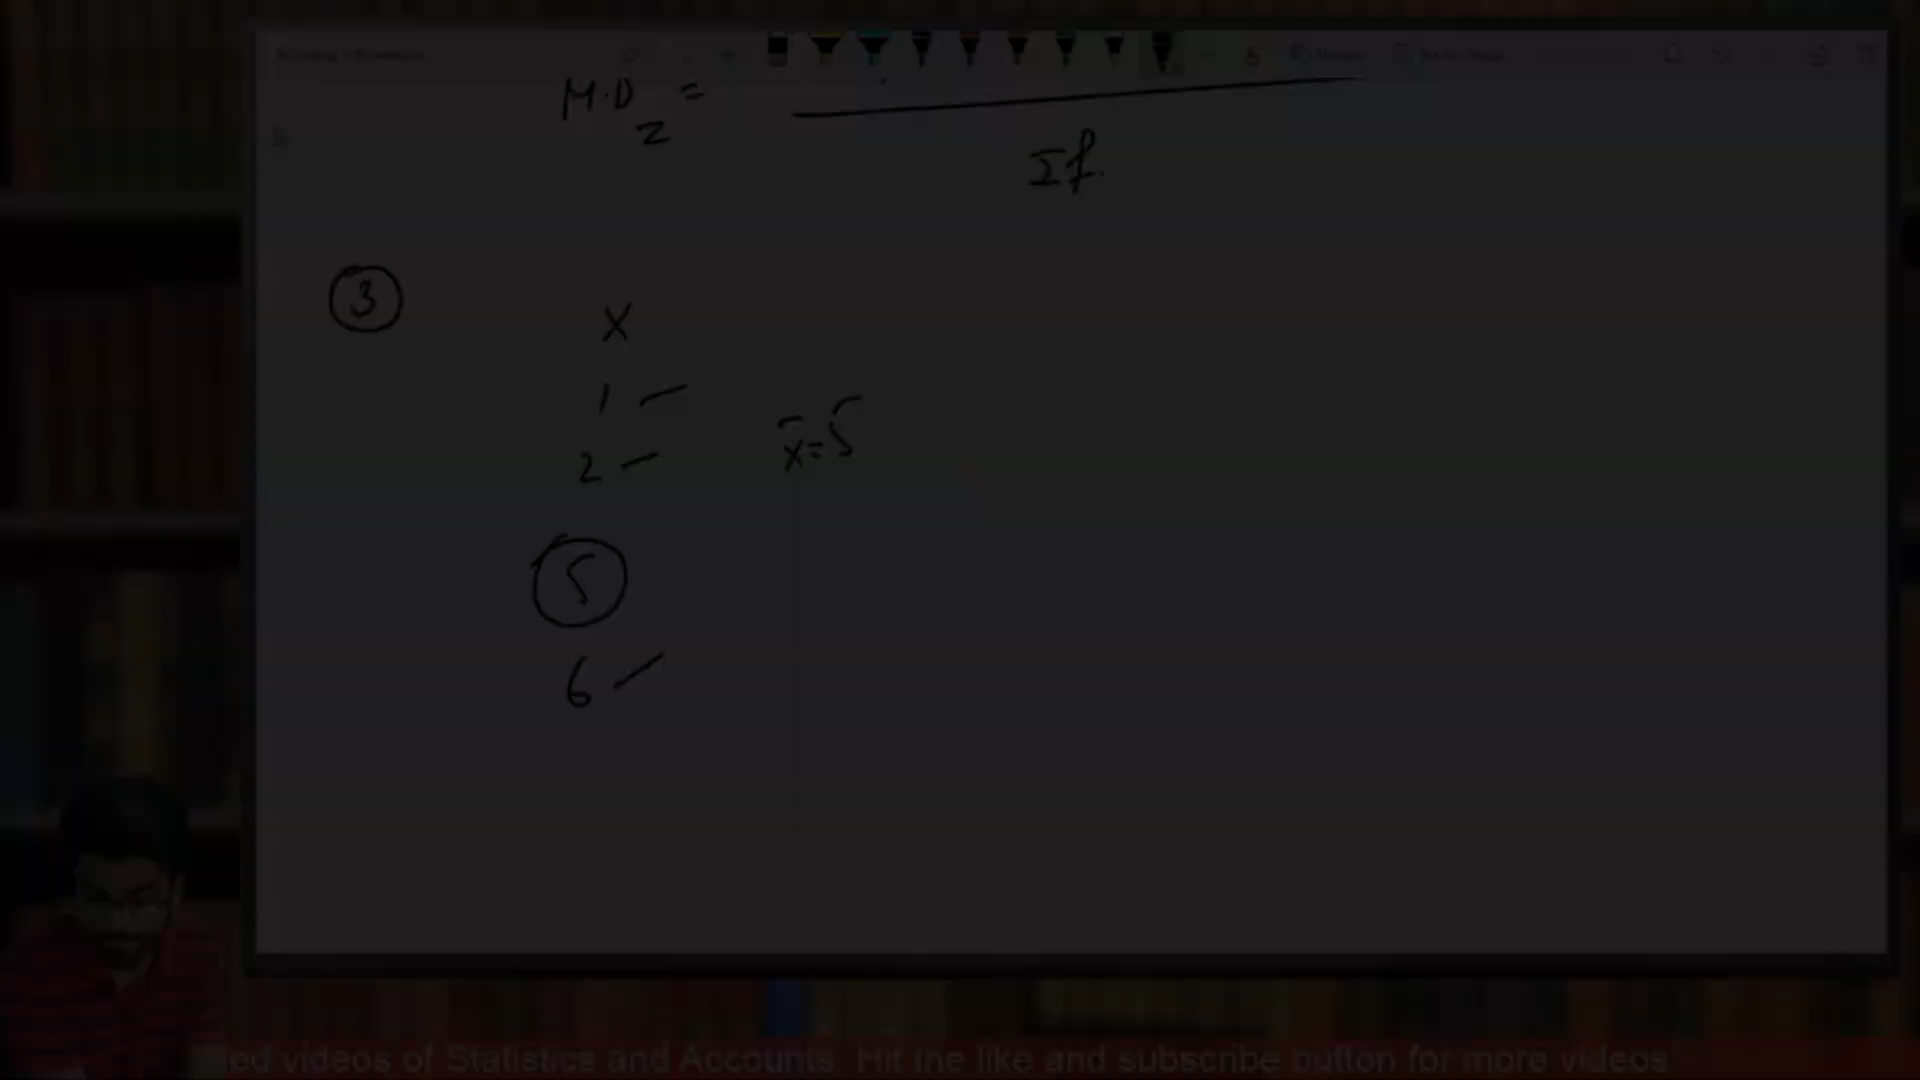 M.D =
Z
Σf.
3
X
1 –
2 –
x̄=5
5
6 –
videos of Statistics and Accounts. Hit the like and subscribe button for more videos